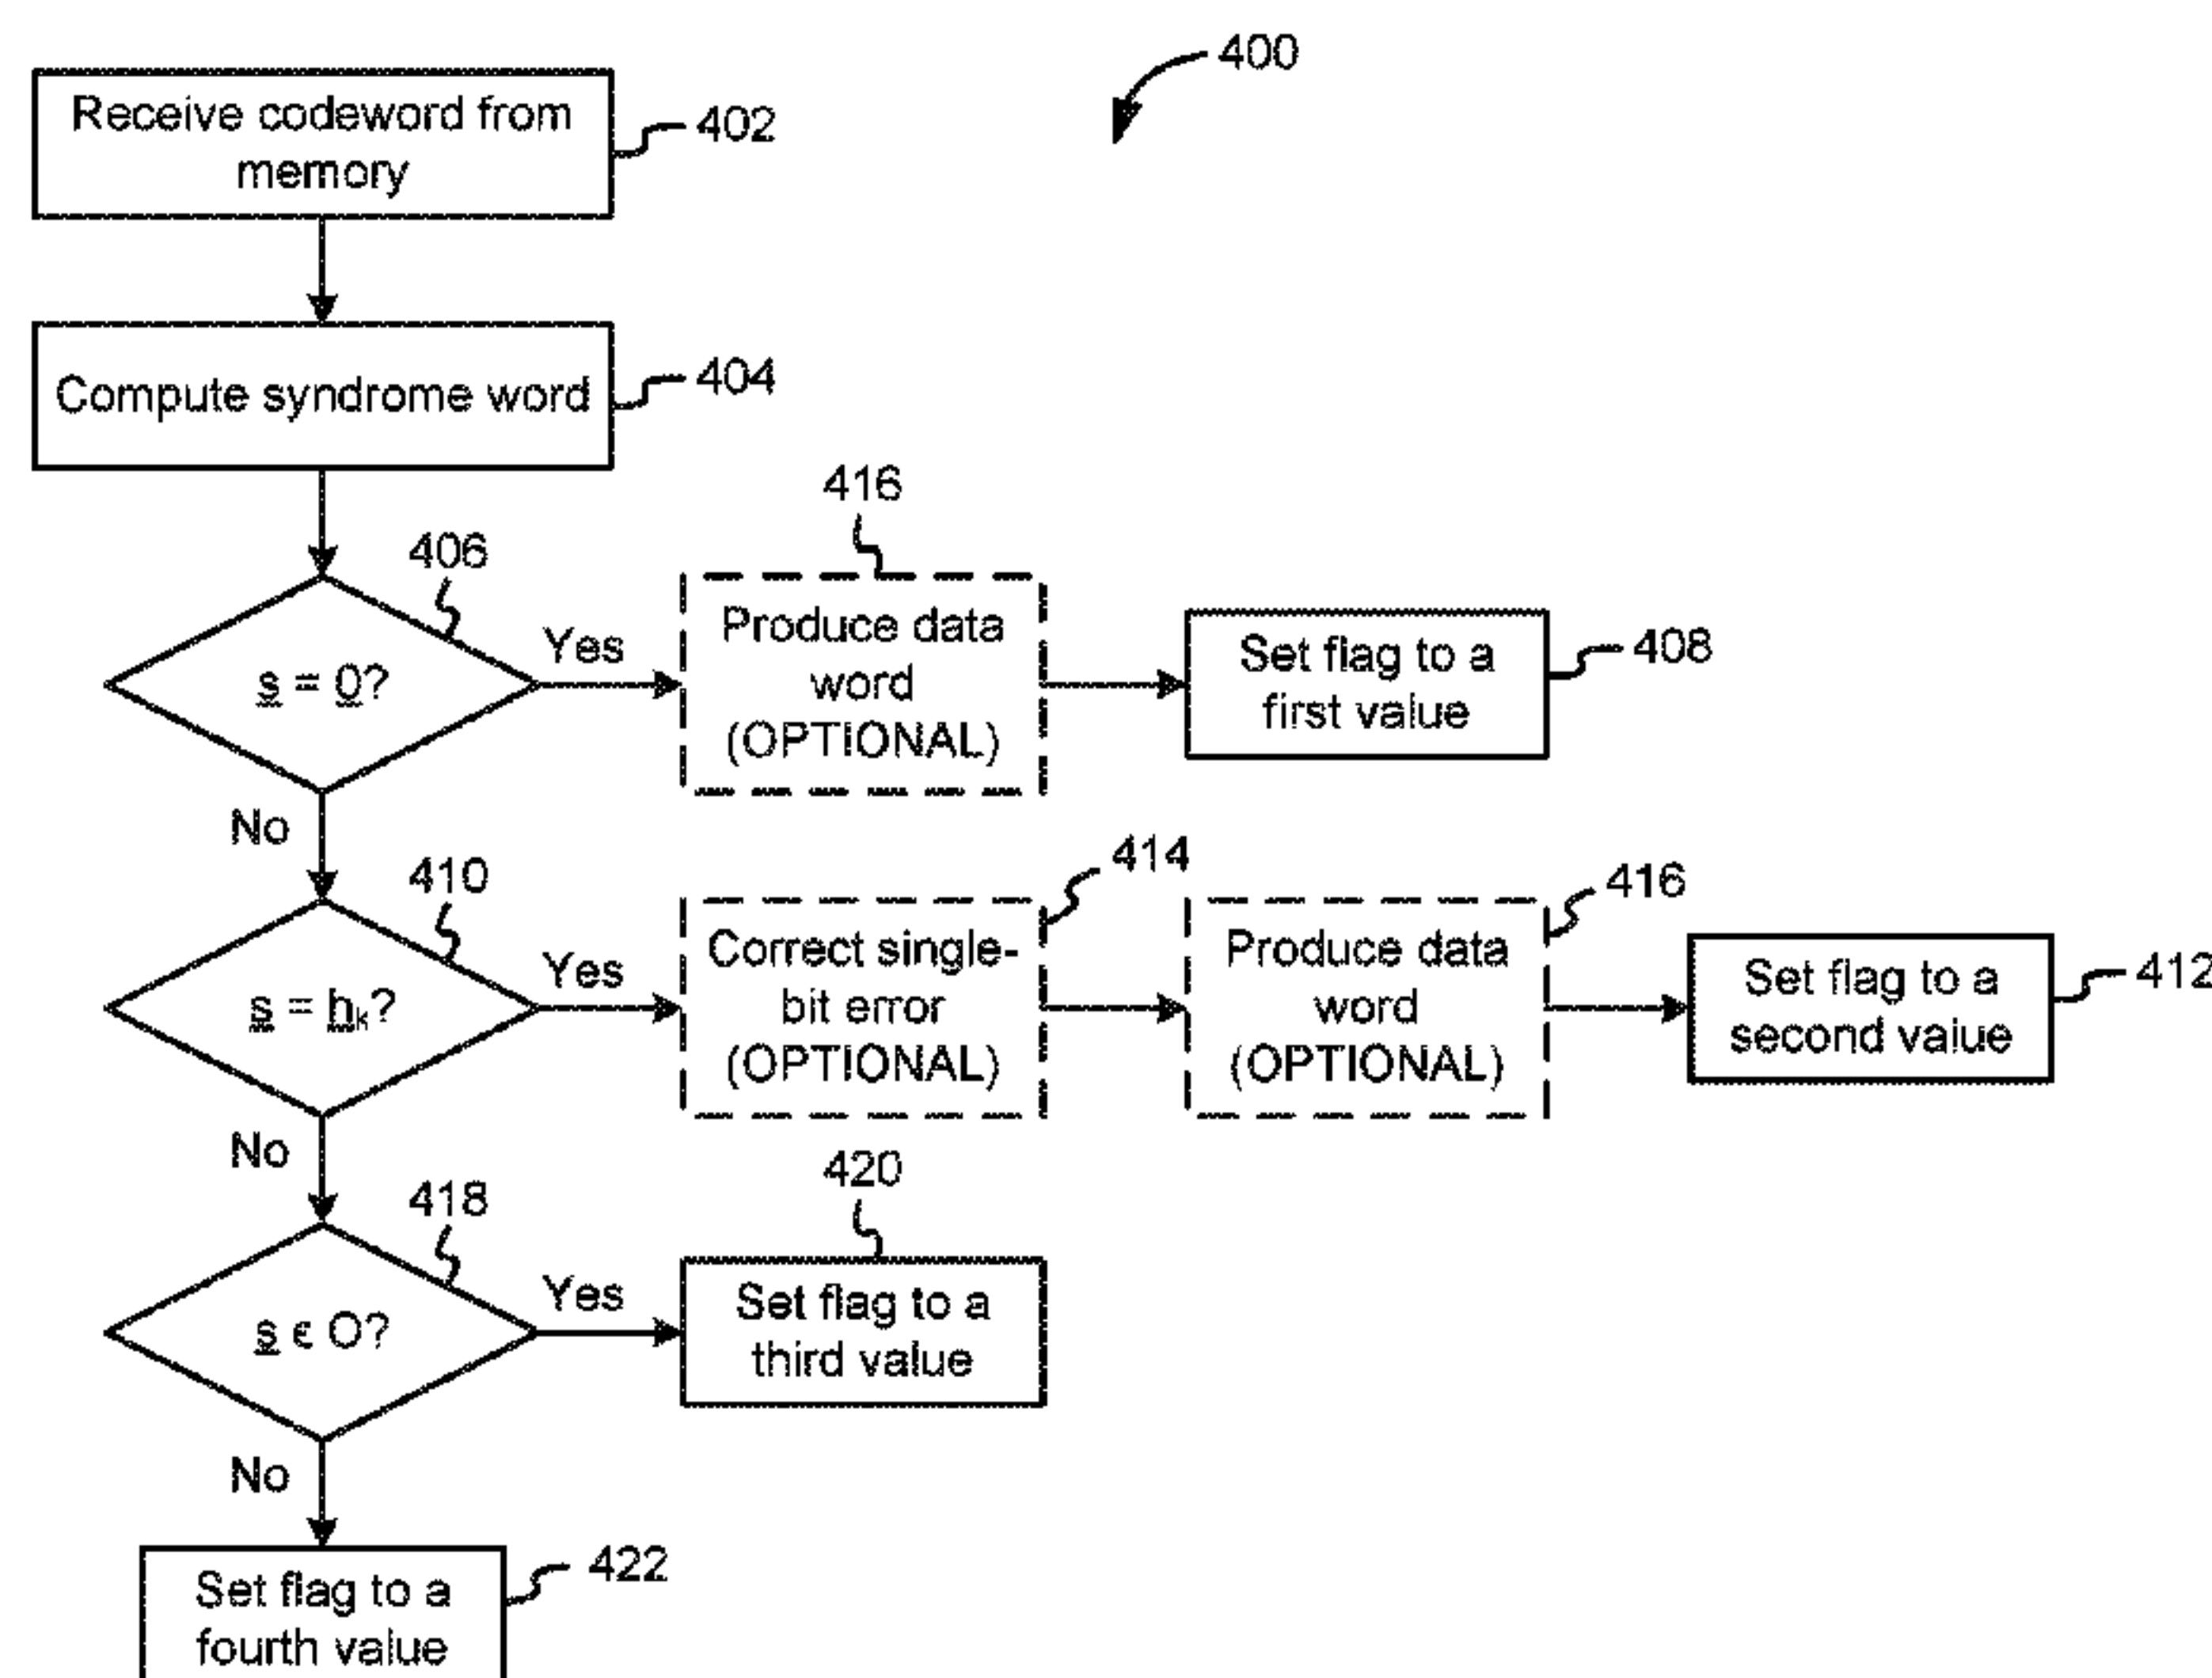 400
Receive codeword from
memory
402
Compute syndrome word
404
406
s = 0?
Yes
416
Produce data
word
(OPTIONAL)
Set flag to a
first value
408
No
410
s = hk?
Yes
Correct single-
bit error
(OPTIONAL)
414
Produce data
word
(OPTIONAL)
416
Set flag to a
second value
412
No
418
s ϵ O?
Yes
420
Set flag to a
third value
No
Set flag to a
fourth value
422